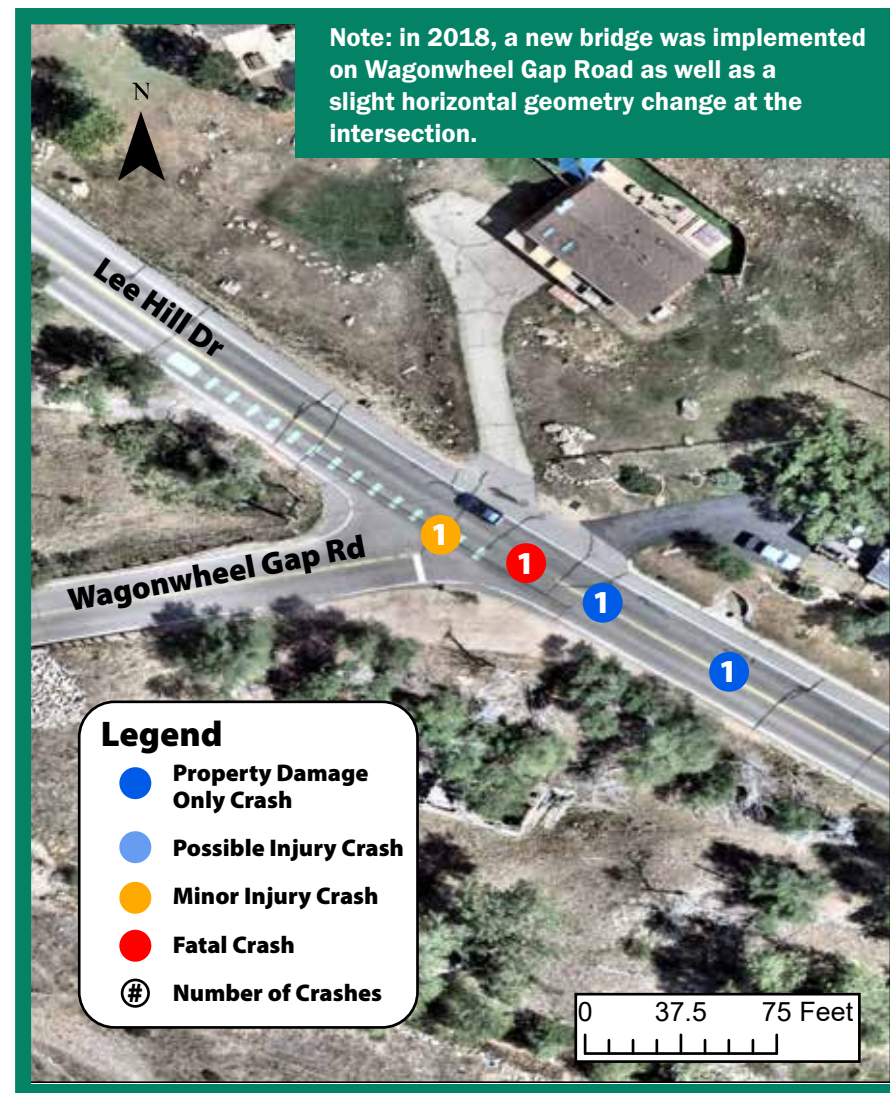 Note: in 2018, a new bridge was implemented
on Wagonwheel Gap Road as well as a
slight horizontal geometry change at the
intersection.
N
Lee Hill Dr
Wagonwheel Gap Rd
1
1
1
1
Legend
Property Damage
Only Crash
Possible Injury Crash
Minor Injury Crash
Fatal Crash
# Number of Crashes
0 37.5 75 Feet